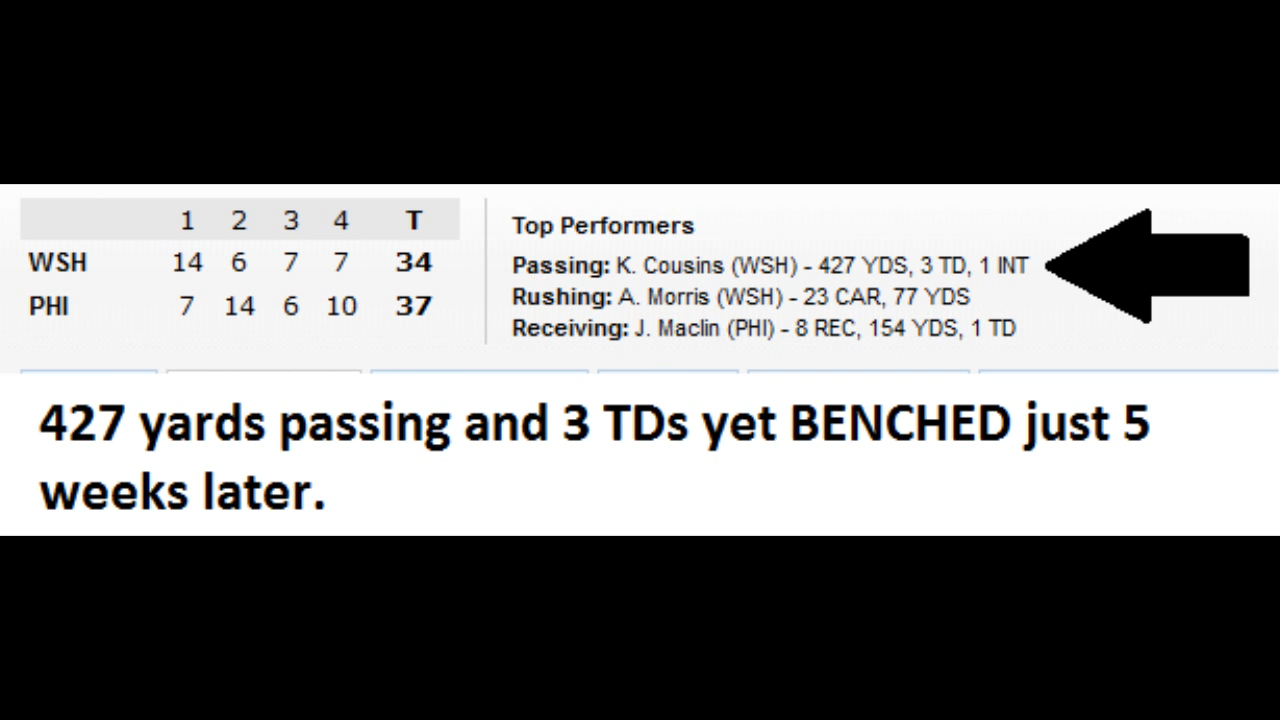 1 2 3 4 T
WSH 14 6 7 7 34
PHI 7 14 6 10 37
Top Performers
Passing: K. Cousins (WSH) - 427 YDS, 3 TD, 1 INT
Rushing: A. Morris (WSH) - 23 CAR, 77 YDS
Receiving: J. Maclin (PHI) - 8 REC, 154 YDS, 1 TD
427 yards passing and 3 TDs yet BENCHED just 5
weeks later.